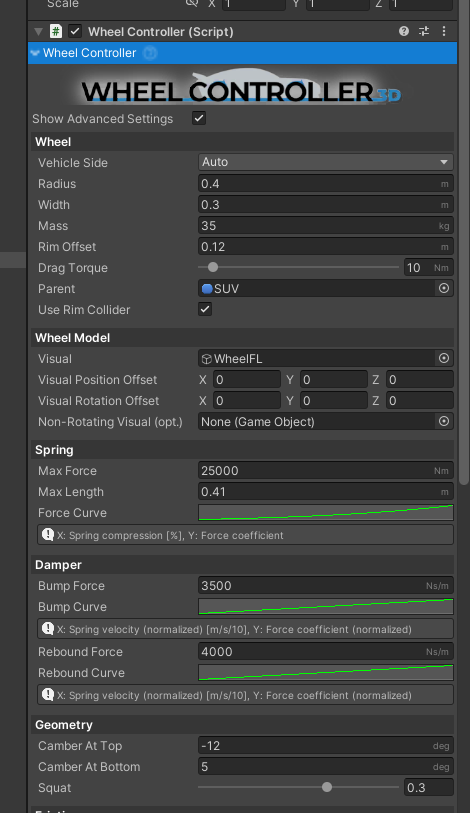 Scale X 1 Y 1 Z 1
# Wheel Controller (Script)
Wheel Controller
WHEEL CONTROLLER 3D
Show Advanced Settings
Wheel
Vehicle Side Auto
Radius 0.4 m
Width 0.3 m
Mass 35 kg
Rim Offset 0.12 m
Drag Torque 10 Nm
Parent SUV
Use Rim Collider
Wheel Model
Visual WheelFL
Visual Position Offset X 0 Y 0 Z 0
Visual Rotation Offset X 0 Y 0 Z 0
Non-Rotating Visual (opt.) None (Game Object)
Spring
Max Force 25000 Nm
Max Length 0.41 m
Force Curve
X: Spring compression [%], Y: Force coefficient
Damper
Bump Force 3500 Ns/m
Bump Curve
X: Spring velocity (normalized) [m/s/10], Y: Force coefficient (normalized)
Rebound Force 4000 Ns/m
Rebound Curve
X: Spring velocity (normalized) [m/s/10], Y: Force coefficient (normalized)
Geometry
Camber At Top -12 deg
Camber At Bottom 5 deg
Squat 0.3